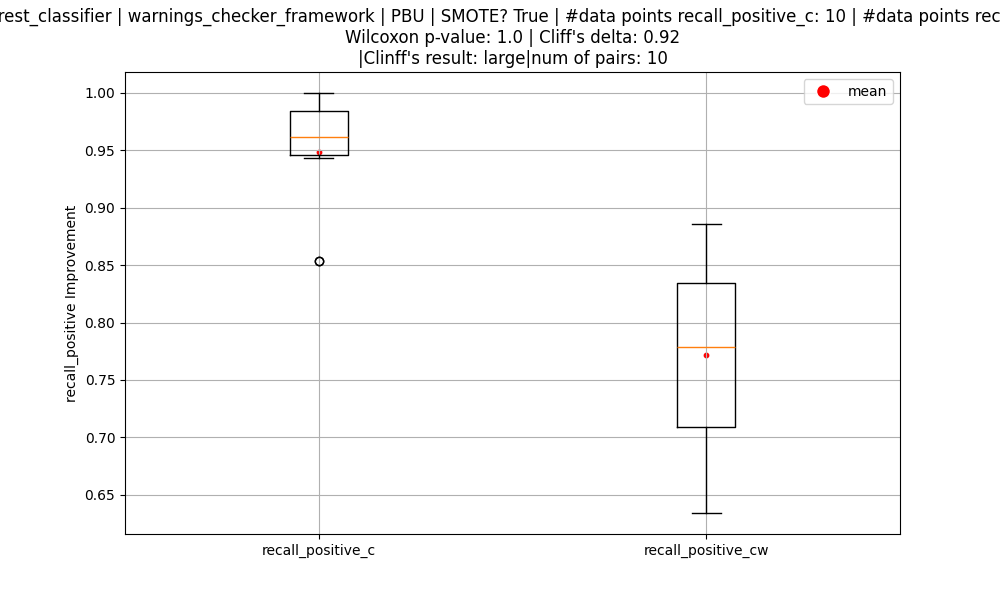 rest_classifier | warnings_checker_framework | PBU | SMOTE? True | #data points recall_positive_c: 10 | #data points rec
Wilcoxon p-value: 1.0 | Cliff's delta: 0.92
|Clinff's result: large|num of pairs: 10
mean
1.00
0.95
0.90
0.85
0.80
0.75
0.70
0.65
recall_positive Improvement
recall_positive_c
recall_positive_cw